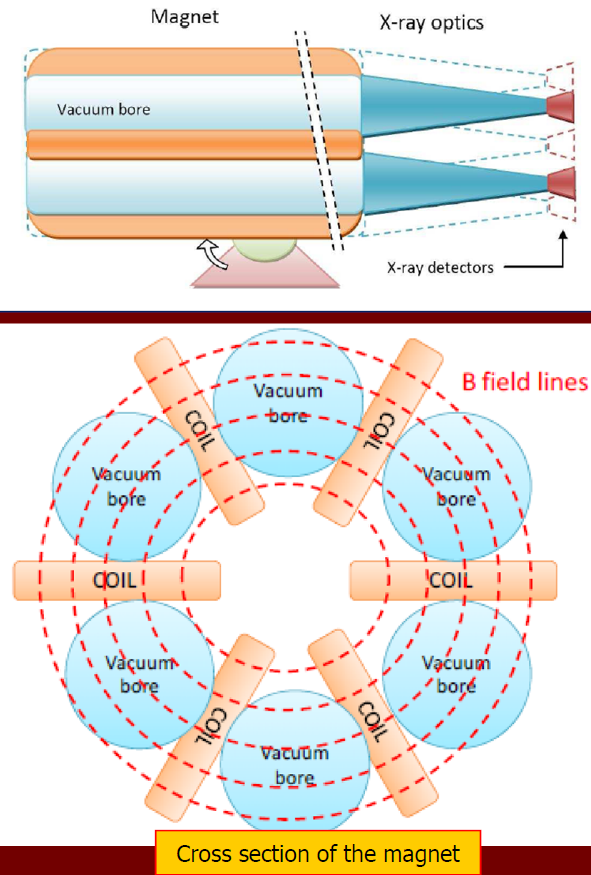 Magnet
X-ray optics
Vacuum bore
X-ray detectors
B field lines
Vacuum
bore
COIL
COIL
Vacuum
bore
Vacuum
bore
COIL
COIL
Vacuum
bore
Vacuum
bore
COIL
COIL
Vacuum
bore
Cross section of the magnet